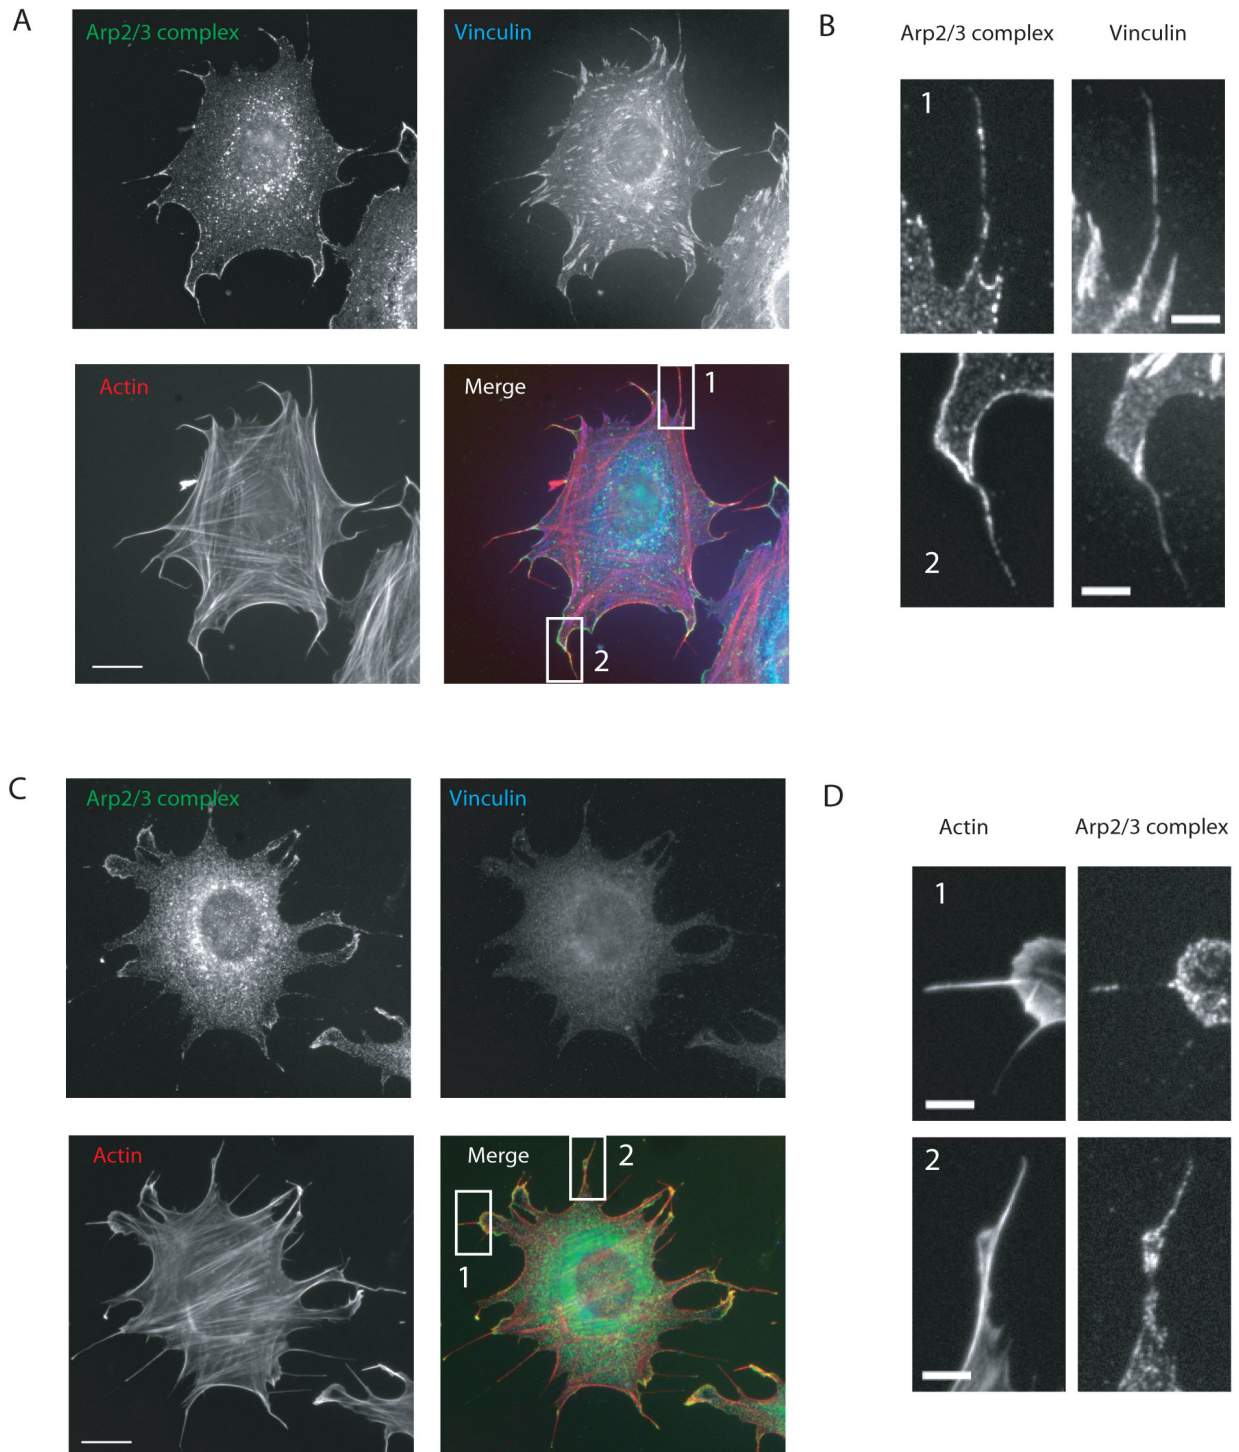 A
Arp2/3 complex
Vinculin
Actin
Merge
1
2
B
Arp2/3 complex
Vinculin
1
2
C
Arp2/3 complex
Vinculin
Actin
Merge
2
1
D
Actin
Arp2/3 complex
1
2